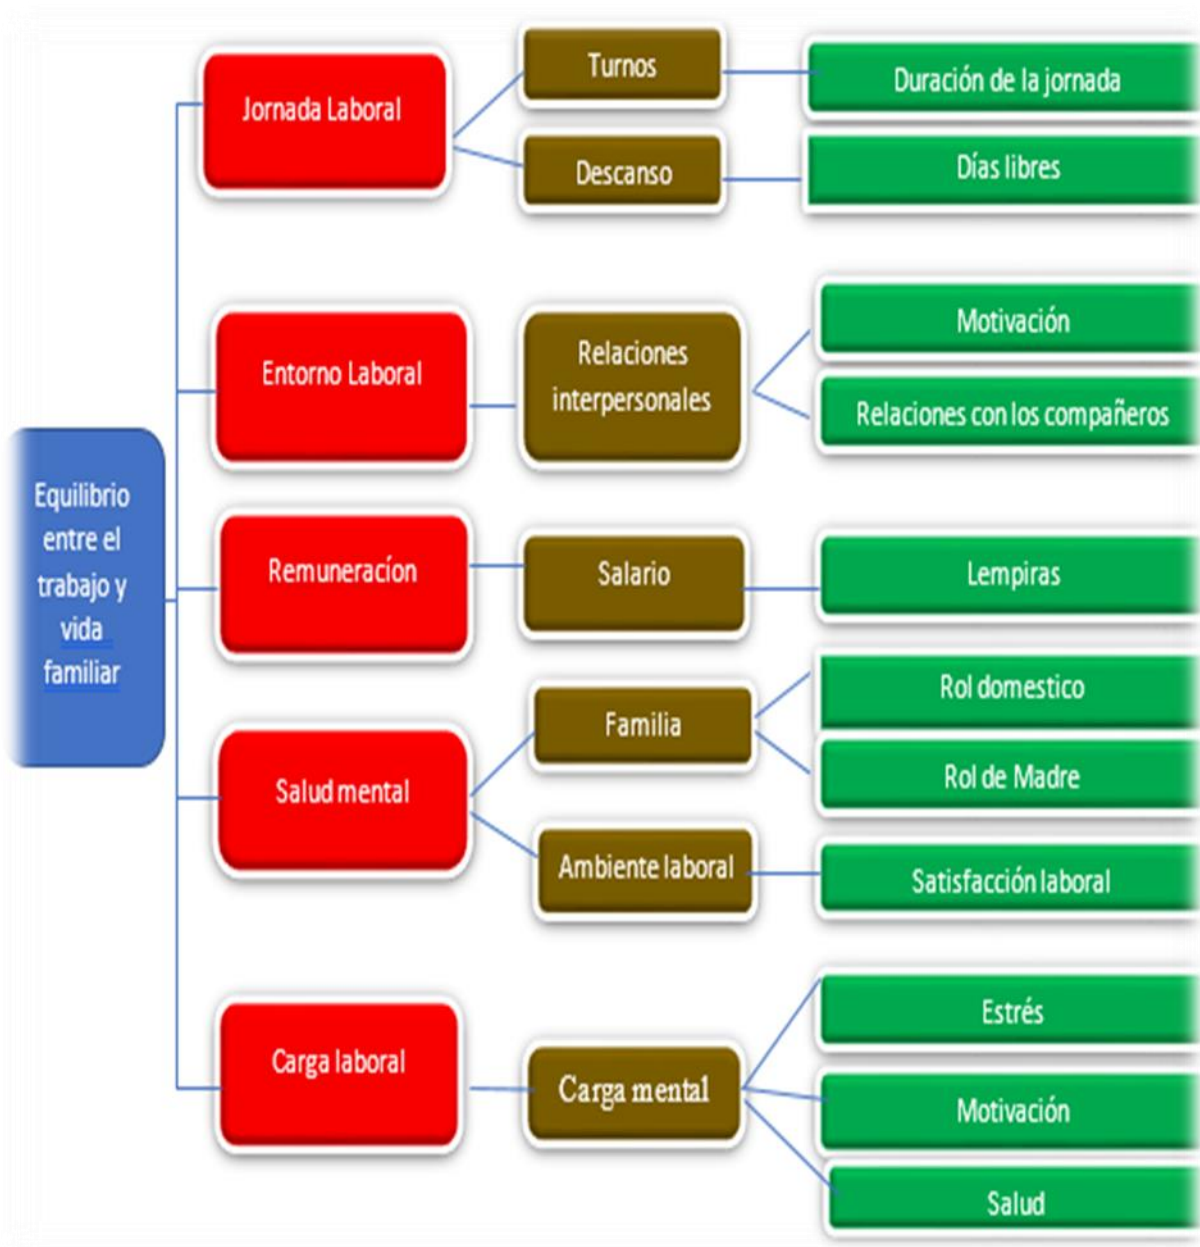 Jornada Laboral
Turnos
Duración de la jornada
Descanso
Días libres
Entorno Laboral
Relaciones
interpersonales
Motivación
Relaciones con los compañeros
Equilibrio
entre el
trabajo y
vida
familiar
Remuneracíon
Salario
Lempiras
Salud mental
Familia
Rol domestico
Rol de Madre
Ambiente laboral
Satisfacción laboral
Carga laboral
Carga mental
Estrés
Motivación
Salud